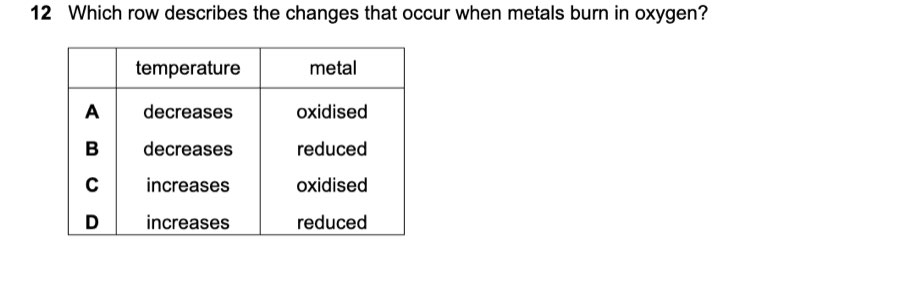 12 Which row describes the changes that occur when metals burn in oxygen?
temperature metal
A decreases oxidised
B decreases reduced
C increases oxidised
D increases reduced